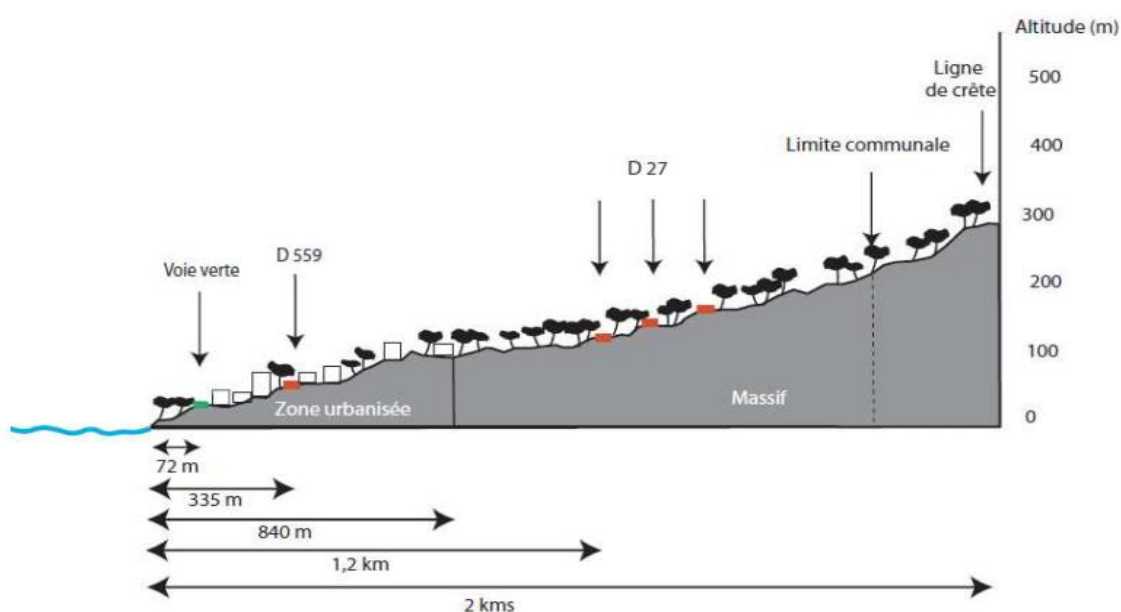 Altitude (m)
500
400
300
200
100
0
Ligne
de crête
Limite communale
D 27
D 559
Voie verte
Zone urbanisée
Massif
72 m
335 m
840 m
1,2 km
2 kms